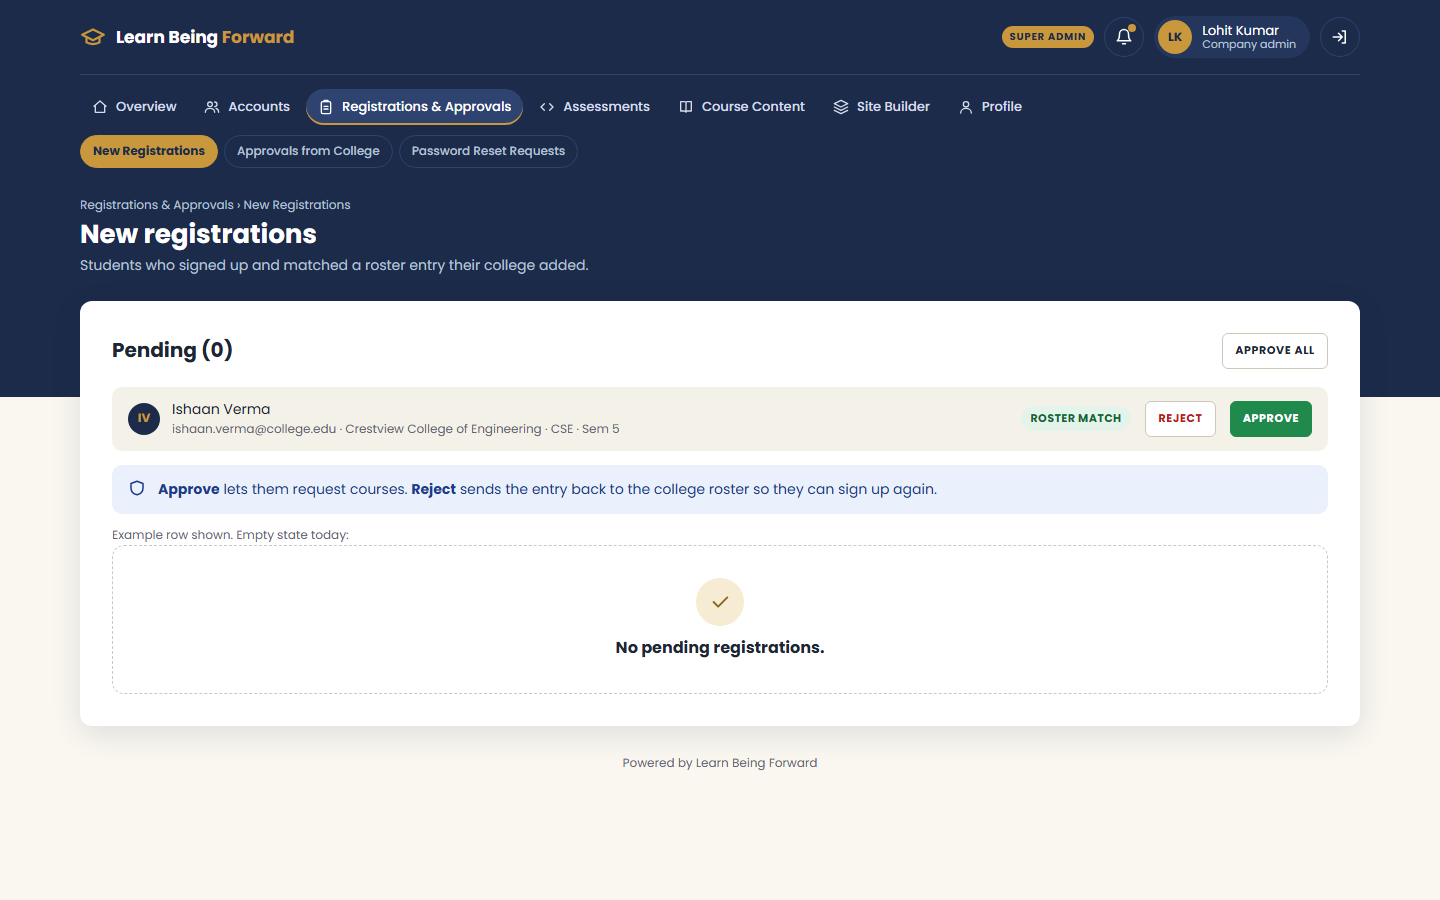 Learn Being Forward
SUPER ADMIN
LK
Lohit Kumar
Company admin
Overview
Accounts
Registrations & Approvals
Assessments
Course Content
Site Builder
Profile
New Registrations
Approvals from College
Password Reset Requests
Registrations & Approvals › New Registrations
New registrations
Students who signed up and matched a roster entry their college added.
Pending (0)
APPROVE ALL
IV
Ishaan Verma
ishaan.verma@college.edu · Crestview College of Engineering · CSE · Sem 5
ROSTER MATCH
REJECT
APPROVE
Approve lets them request courses. Reject sends the entry back to the college roster so they can sign up again.
Example row shown. Empty state today:
No pending registrations.
Powered by Learn Being Forward